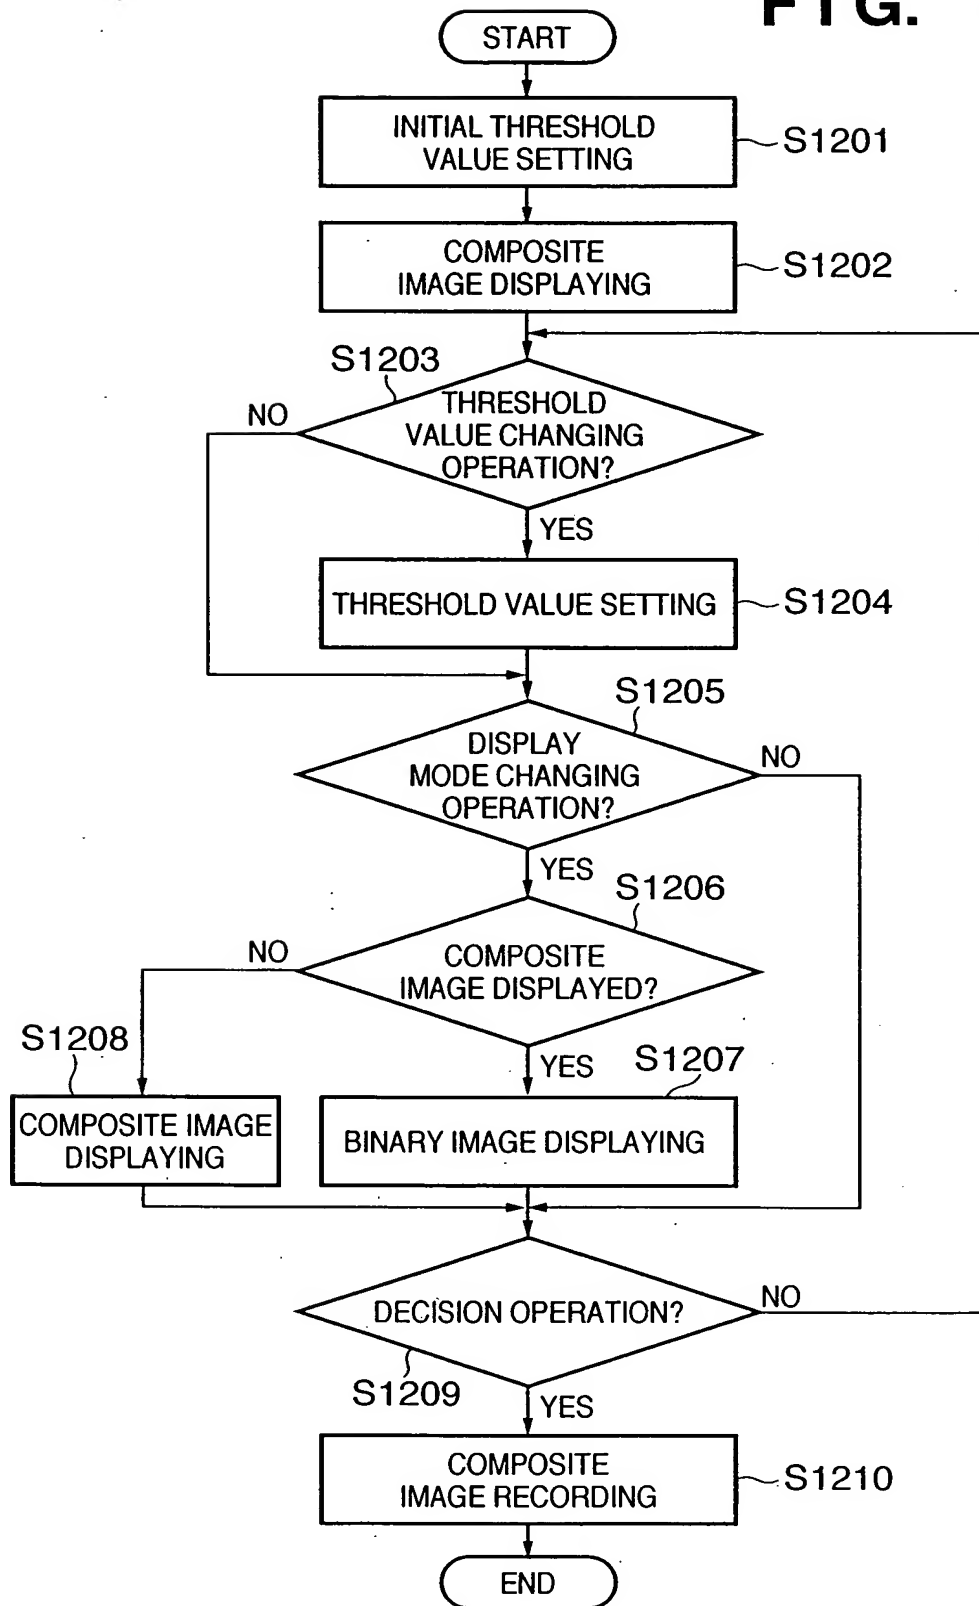 FIG.
START
INITIAL THRESHOLD
VALUE SETTING
S1201
COMPOSITE
IMAGE DISPLAYING
S1202
S1203
THRESHOLD
VALUE CHANGING
OPERATION?
NO
YES
THRESHOLD VALUE SETTING
S1204
S1205
DISPLAY
MODE CHANGING
OPERATION?
NO
YES
S1206
COMPOSITE
IMAGE DISPLAYED?
NO
YES
S1208
COMPOSITE IMAGE
DISPLAYING
S1207
BINARY IMAGE DISPLAYING
DECISION OPERATION?
NO
S1209
YES
COMPOSITE
IMAGE RECORDING
S1210
END